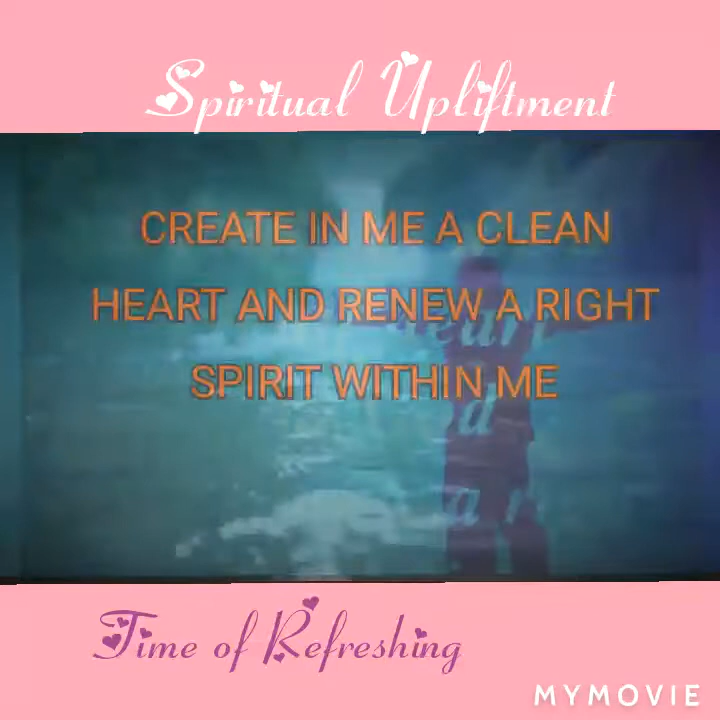 Spiritual Upliftment
CREATE IN ME A CLEAN
HEART AND RENEW A RIGHT
SPIRIT WITHIN ME
Time of Refreshing
MYMOVIE